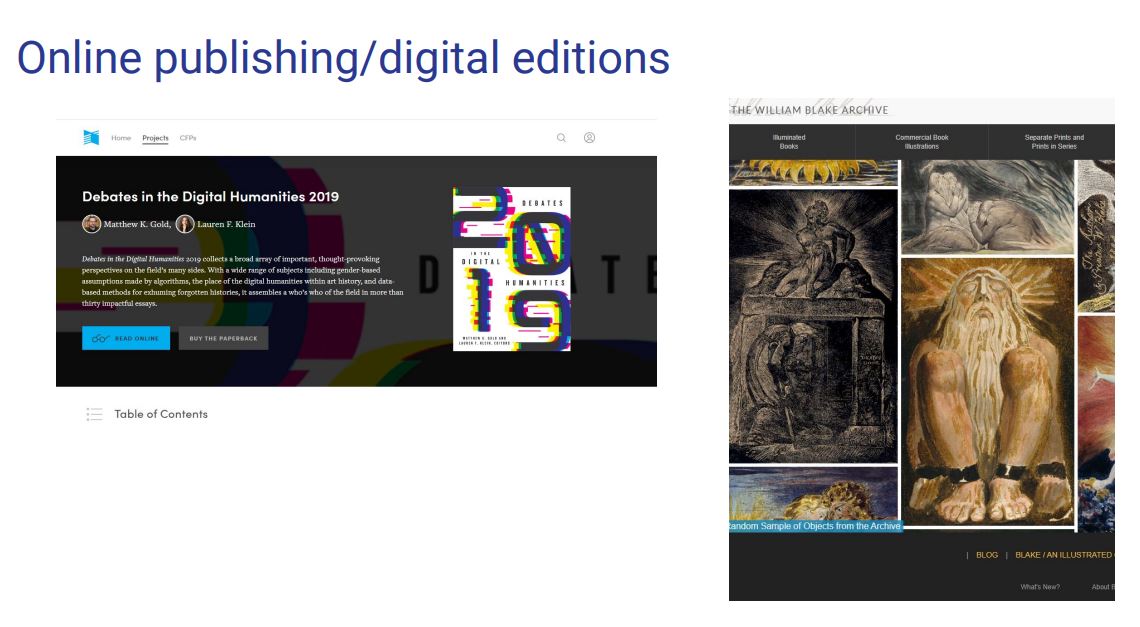 Online publishing/digital editions
Home Projects CFPs
Debates in the Digital Humanities 2019
Matthew K. Gold, Lauren F. Klein
Debates in the Digital Humanities 2019 collects a broad array of important, thought-provoking
perspectives on the field's many sides. With a wide range of subjects including gender-based
assumptions made by algorithms, the place of the digital humanities within art history, and data-
based methods for exhuming forgotten histories, it assembles a who's who of the field in more than
thirty impactful essays.
READ ONLINE BUY THE PAPERBACK
DEBATES
IN THE
DIGITAL
HUMANITIES
2019
MATTHEW K. GOLD AND
LAUREN F. KLEIN, EDITORS
Table of Contents
THE WILLIAM BLAKE ARCHIVE
Illuminated
Books
Commercial Book
Illustrations
Separate Prints and
Prints in Series
Random Sample of Objects from the Archive
| BLOG | BLAKE / AN ILLUSTRATED
What's New? About B